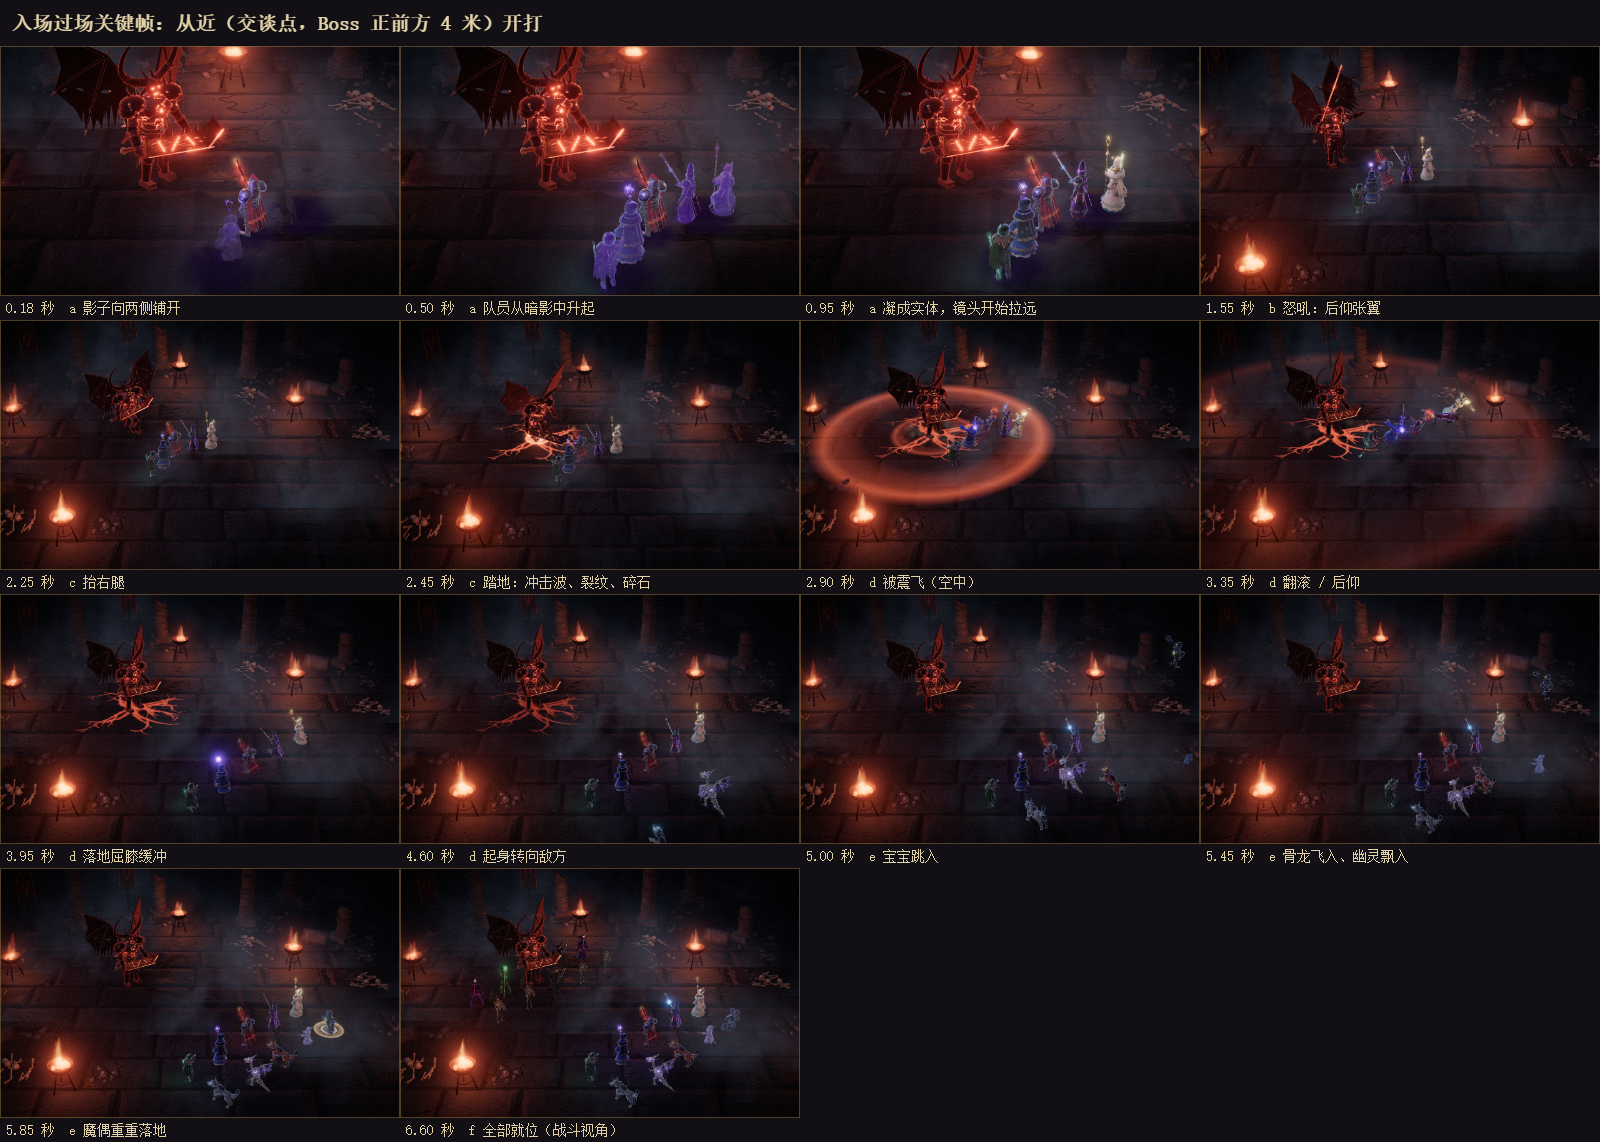 入场过场关键帧：从近（交谈点，Boss 正前方 4 米）开打
0.18 秒 a 影子向两侧铺开
0.50 秒 a 队员从暗影中升起
0.95 秒 a 凝成实体，镜头开始拉远
1.55 秒 b 怒吼：后仰张翼
2.25 秒 c 抬右腿
2.45 秒 c 踏地：冲击波、裂纹、碎石
2.90 秒 d 被震飞（空中）
3.35 秒 d 翻滚 / 后仰
3.95 秒 d 落地屈膝缓冲
4.60 秒 d 起身转向敌方
5.00 秒 e 宝宝跳入
5.45 秒 e 骨龙飞入、幽灵飘入
5.85 秒 e 魔偶重重落地
6.60 秒 f 全部就位（战斗视角）